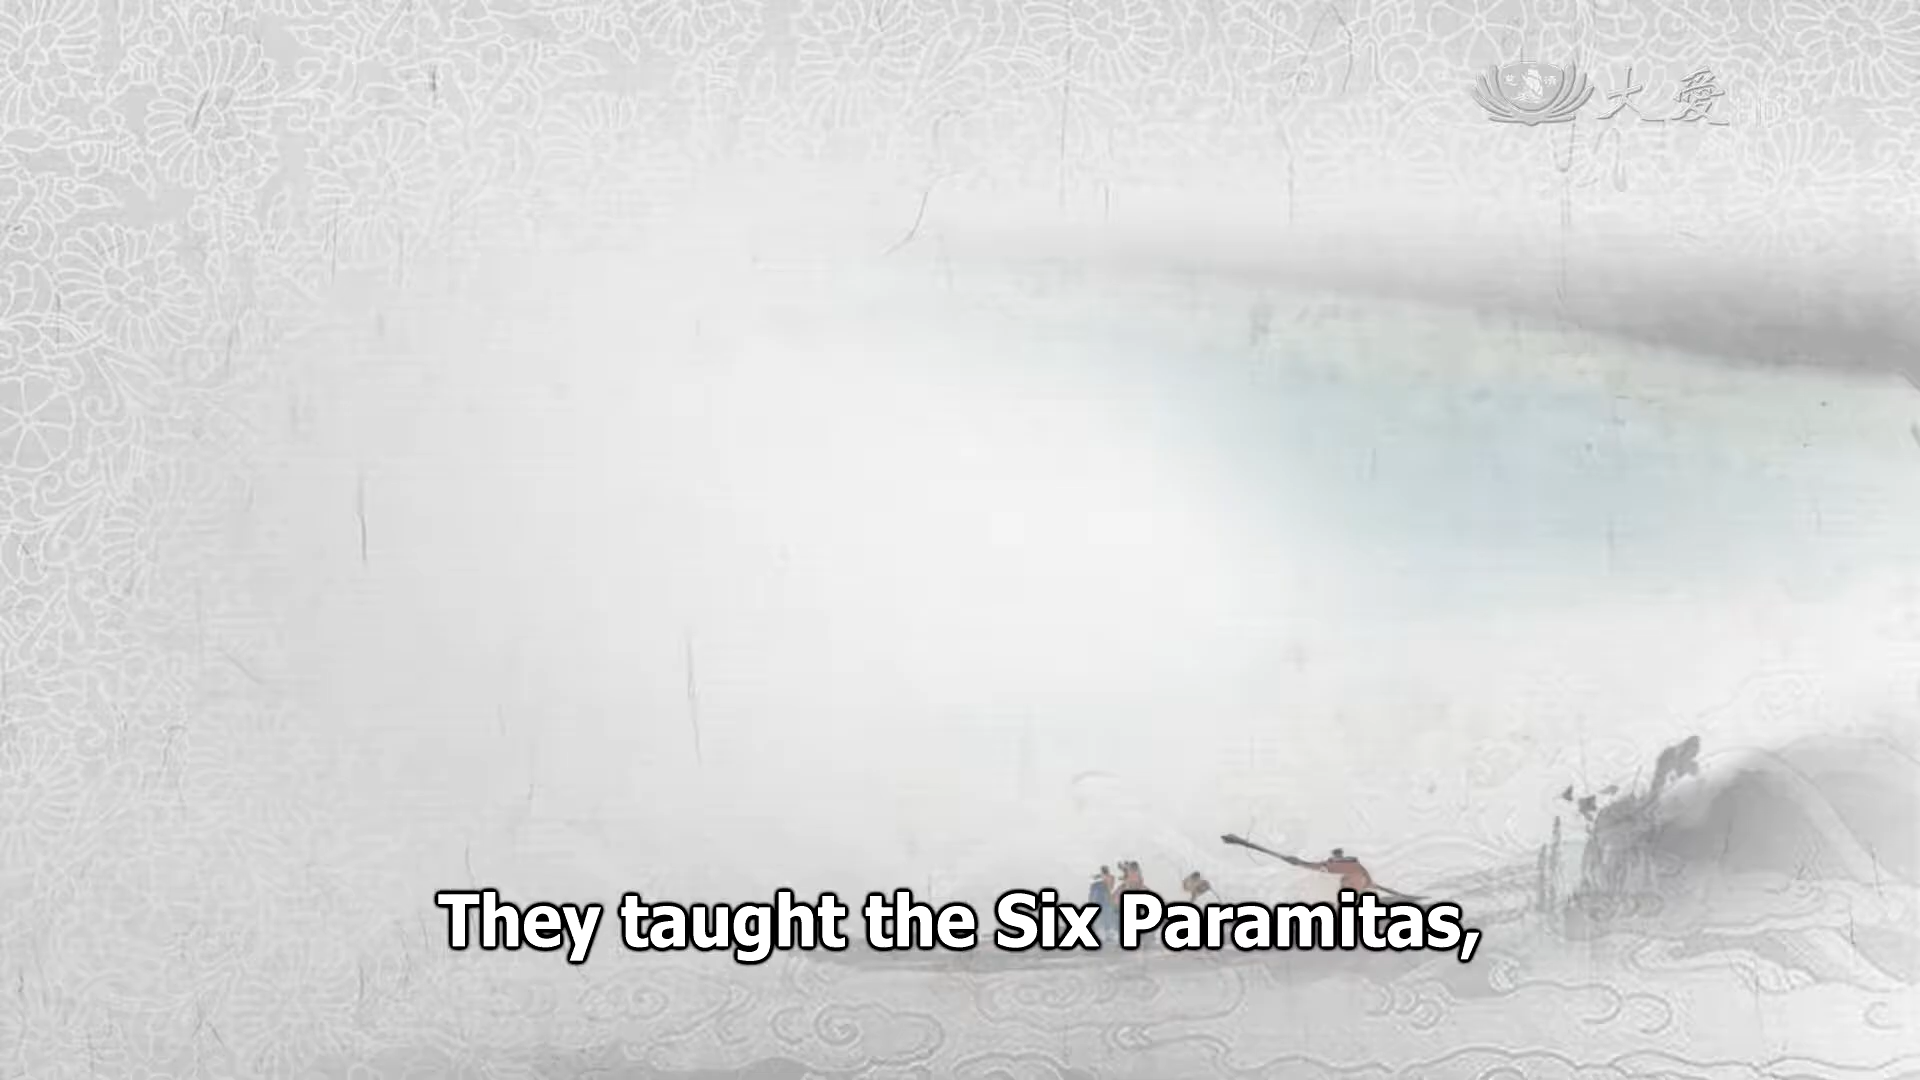 大愛
They taught the Six Paramitas,